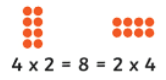 4 x 2 = 8 = 2 x 4